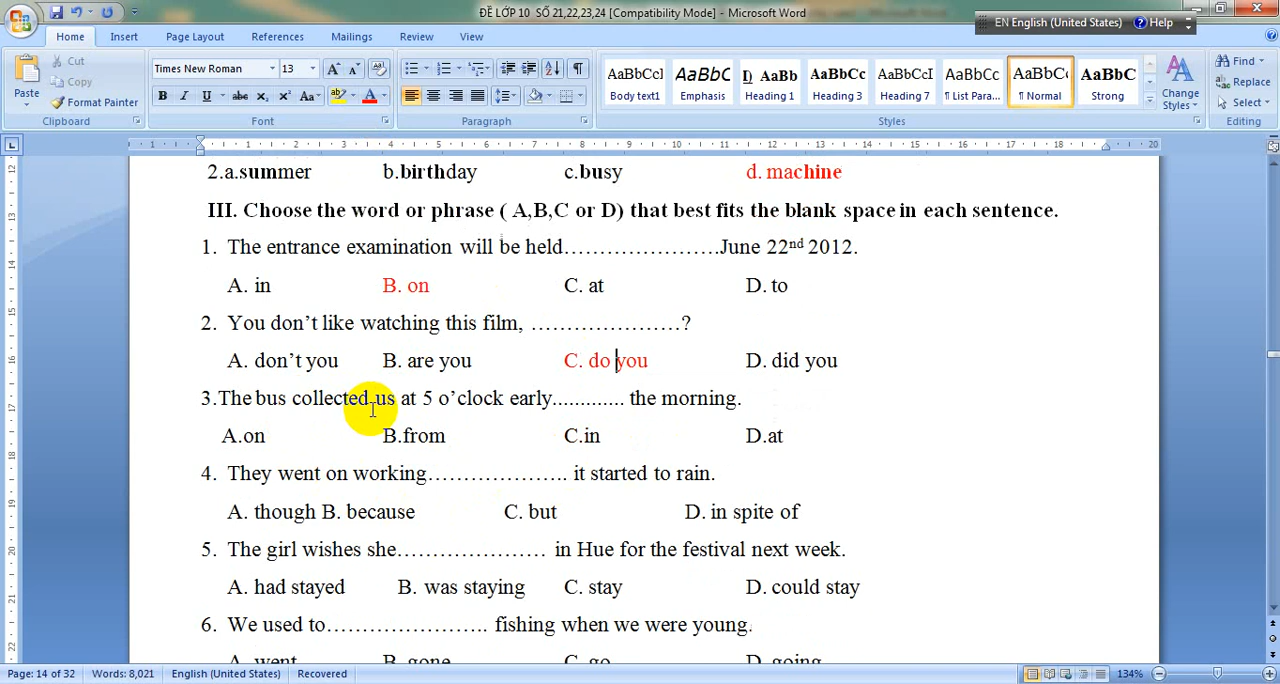 ĐỀ LỚP 10 SỐ 21,22,23,24 [Compatibility Mode] - Microsoft Word
EN English (United States) Help
Home Insert Page Layout References Mailings Review View
Paste Cut Copy Format Painter Clipboard
Times New Roman 13 Font
Paragraph
AaBbCcI Body text1 AaBbC Emphasis I) AaBb Heading 1 AaBbCc Heading 3 AaBbCcI Heading 7 AaBbCc ¶ List Para... AaBbCc ¶ Normal AaBbC Strong Change Styles Styles
Find Replace Select Editing
2.a.summer b.birthday c.busy d. machine
III. Choose the word or phrase ( A,B,C or D) that best fits the blank space in each sentence.
1. The entrance examination will be held………………….June 22nd 2012.
A. in B. on C. at D. to
2. You don’t like watching this film, …………………?
A. don’t you B. are you C. do you D. did you
3.The bus collected us at 5 o’clock early............. the morning.
A.on B.from C.in D.at
4. They went on working……………….. it started to rain.
A. though B. because C. but D. in spite of
5. The girl wishes she………………… in Hue for the festival next week.
A. had stayed B. was staying C. stay D. could stay
6. We used to………………….. fishing when we were young.
A. went B. gone C. go D. going
Page: 14 of 32 Words: 8,021 English (United States) Recovered 134%